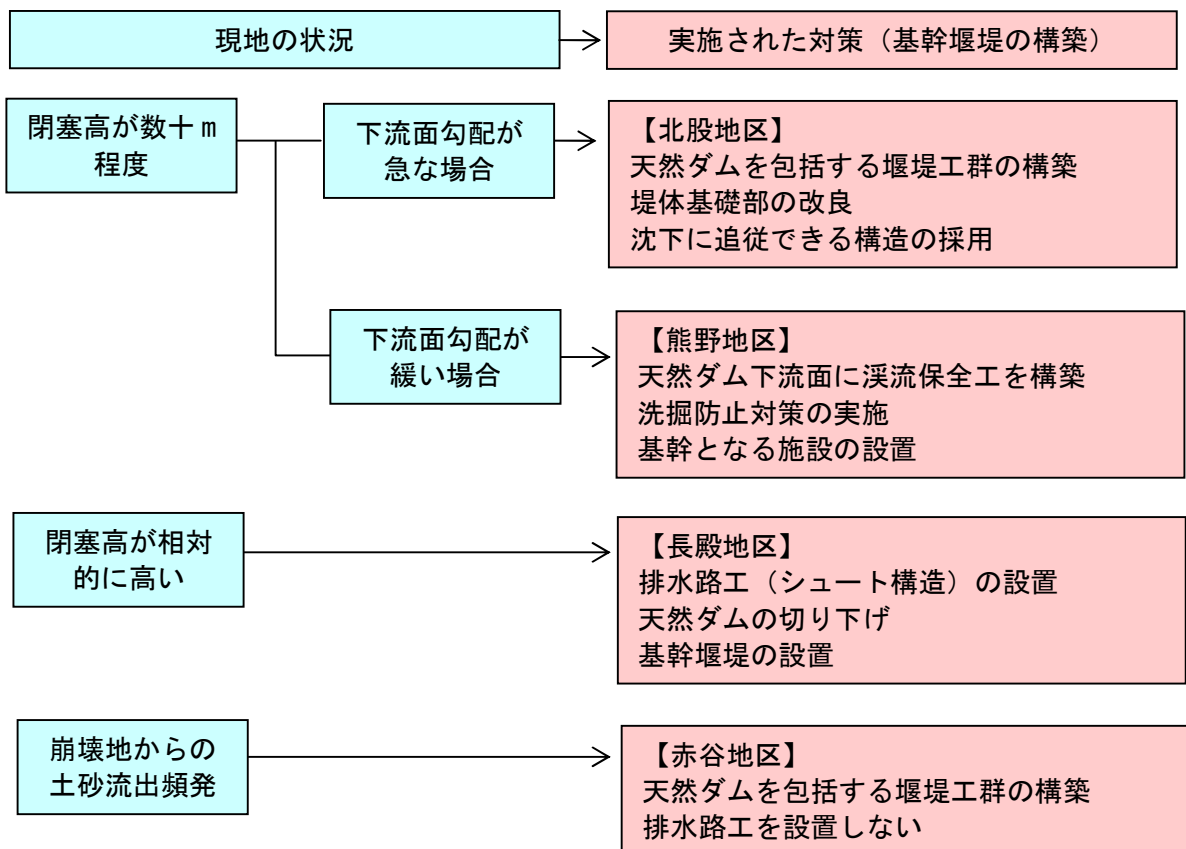 現地の状況
実施された対策（基幹堰堤の構築）
閉塞高が数十 m
程度
下流面勾配が
急な場合
【北股地区】
天然ダムを包括する堰堤工群の構築
堤体基礎部の改良
沈下に追従できる構造の採用
下流面勾配が
緩い場合
【熊野地区】
天然ダム下流面に渓流保全工を構築
洗掘防止対策の実施
基幹となる施設の設置
閉塞高が相対
的に高い
【長殿地区】
排水路工（シュート構造）の設置
天然ダムの切り下げ
基幹堰堤の設置
崩壊地からの
土砂流出頻発
【赤谷地区】
天然ダムを包括する堰堤工群の構築
排水路工を設置しない